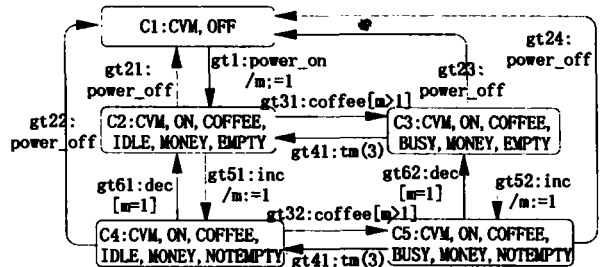 C1:CVM, OFF
gt24:
power_off
gt21:
power_off
gt1:power_on
/m;=1
gt23:
power_off
gt22:
power_off
gt31:coffee[m>1]
C2:CVM, ON, COFFEE,
IDLE, MONEY, EMPTY
C3:CVM, ON, COFFEE,
BUSY, MONEY, EMPTY
gt41:tm(3)
gt61:dec
[m=1]
gt51:inc
/m:=1
gt62:dec
[m=1]
gt52:inc
/m:=1
gt32:coffee[m>1]
C4:CVM, ON, COFFEE,
IDLE, MONEY, NOTEMPTY
C5:CVM, ON, COFFEE,
BUSY, MONEY, NOTEMPTY
gt41:tm(3)